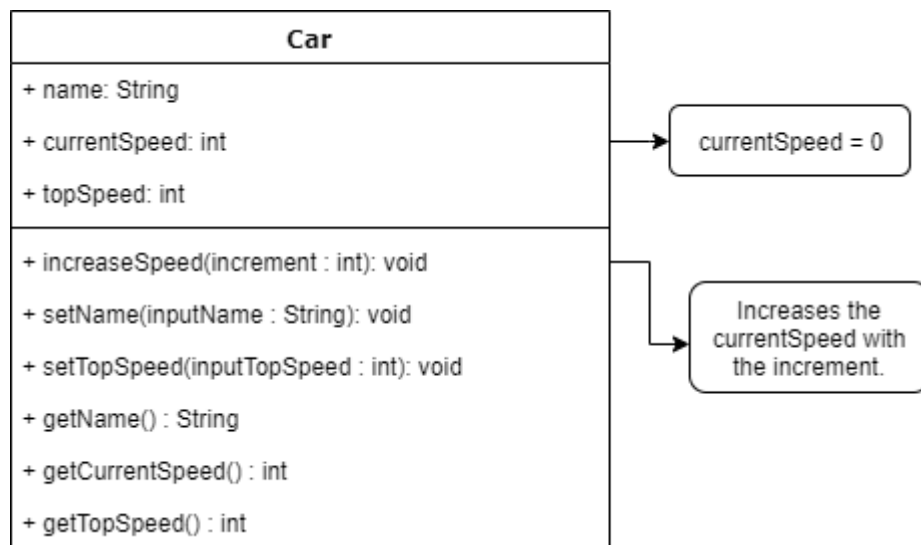 Car
+ name: String
+ currentSpeed: int
+ topSpeed: int
currentSpeed = 0
+ increaseSpeed(increment : int): void
+ setName(inputName : String): void
+ setTopSpeed(inputTopSpeed : int): void
+ getName() : String
+ getCurrentSpeed() : int
+ getTopSpeed() : int
Increases the
currentSpeed with
the increment.